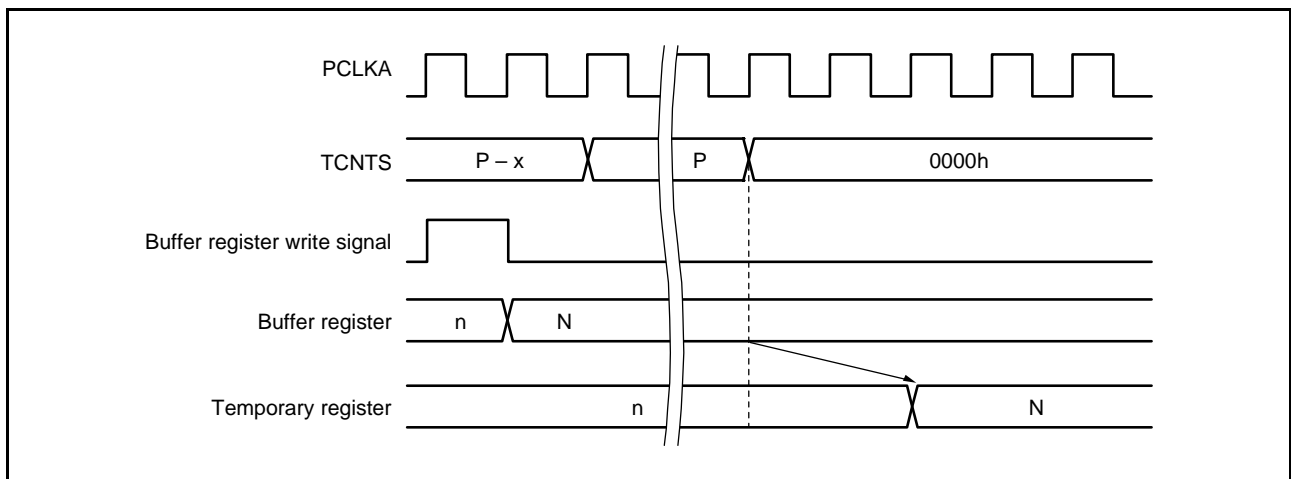 PCLKA
TCNTS
P – x
P
0000h
Buffer register write signal
Buffer register
n
N
Temporary register
n
N